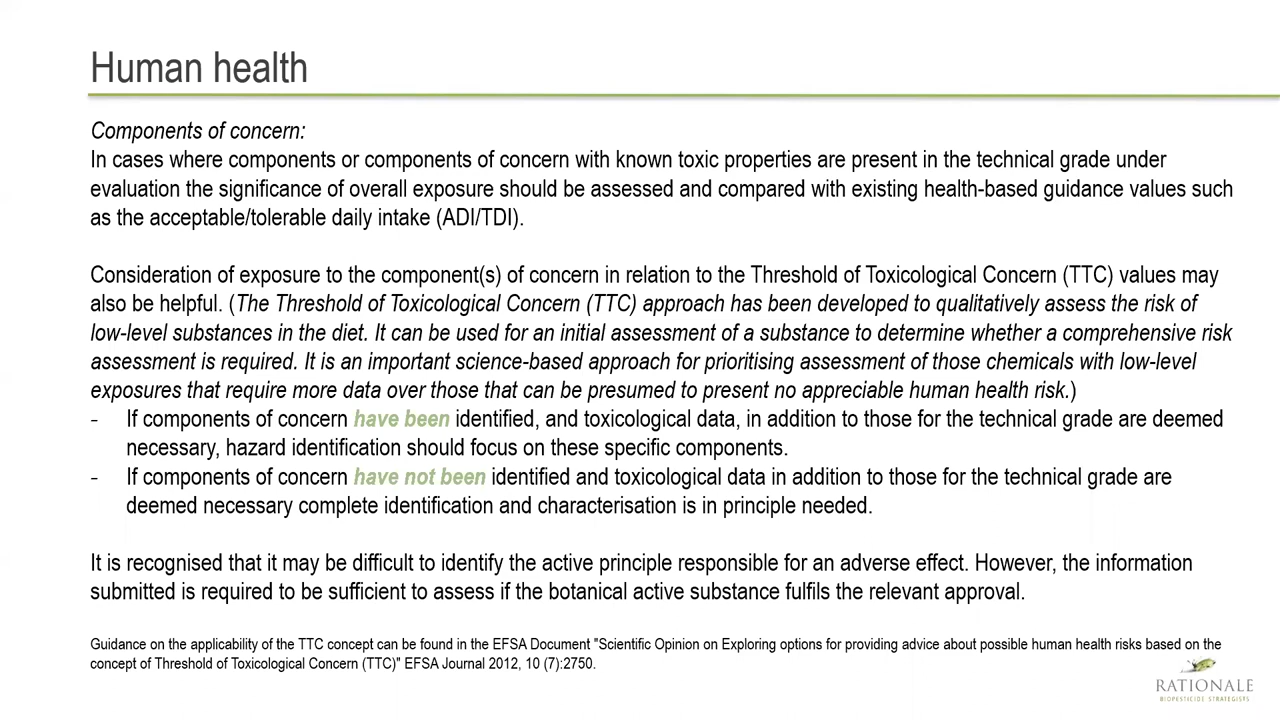 Human health
Components of concern:
In cases where components or components of concern with known toxic properties are present in the technical grade under
evaluation the significance of overall exposure should be assessed and compared with existing health-based guidance values such
as the acceptable/tolerable daily intake (ADI/TDI).
Consideration of exposure to the component(s) of concern in relation to the Threshold of Toxicological Concern (TTC) values may
also be helpful. (The Threshold of Toxicological Concern (TTC) approach has been developed to qualitatively assess the risk of
low-level substances in the diet. It can be used for an initial assessment of a substance to determine whether a comprehensive risk
assessment is required. It is an important science-based approach for prioritising assessment of those chemicals with low-level
exposures that require more data over those that can be presumed to present no appreciable human health risk.)
- If components of concern have been identified, and toxicological data, in addition to those for the technical grade are deemed
necessary, hazard identification should focus on these specific components.
- If components of concern have not been identified and toxicological data in addition to those for the technical grade are
deemed necessary complete identification and characterisation is in principle needed.
It is recognised that it may be difficult to identify the active principle responsible for an adverse effect. However, the information
submitted is required to be sufficient to assess if the botanical active substance fulfils the relevant approval.
Guidance on the applicability of the TTC concept can be found in the EFSA Document "Scientific Opinion on Exploring options for providing advice about possible human health risks based on the
concept of Threshold of Toxicological Concern (TTC)" EFSA Journal 2012, 10 (7):2750.
RATIONALE
BIOPESTICIDE STRATEGISTS